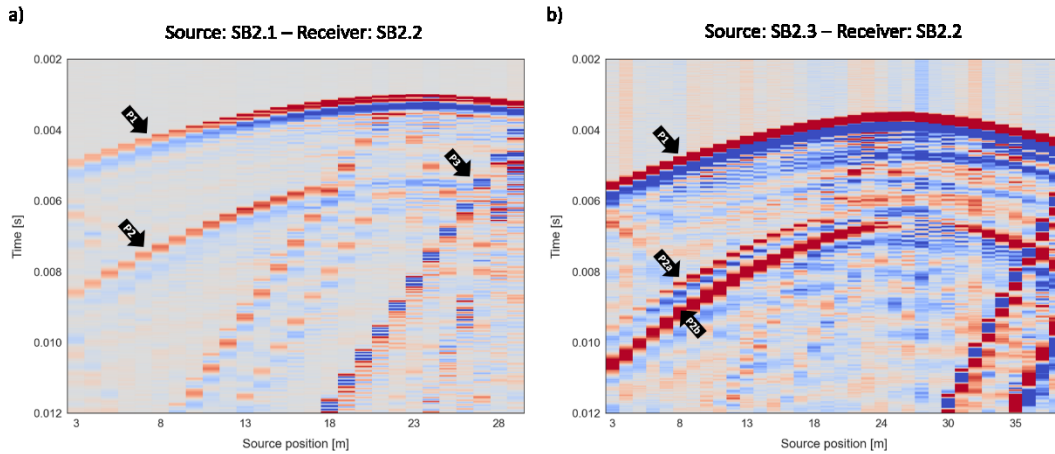 a)
Source: SB2.1 – Receiver: SB2.2
0.002
0.004
0.006
0.008
0.010
0.012
Time [s]
P1
P2
P3
3 8 13 18 23 28
Source position [m]
b)
Source: SB2.3 – Receiver: SB2.2
0.002
0.004
0.006
0.008
0.010
0.012
Time [s]
P1
P2a
P2b
3 8 13 18 24 30 35
Source position [m]